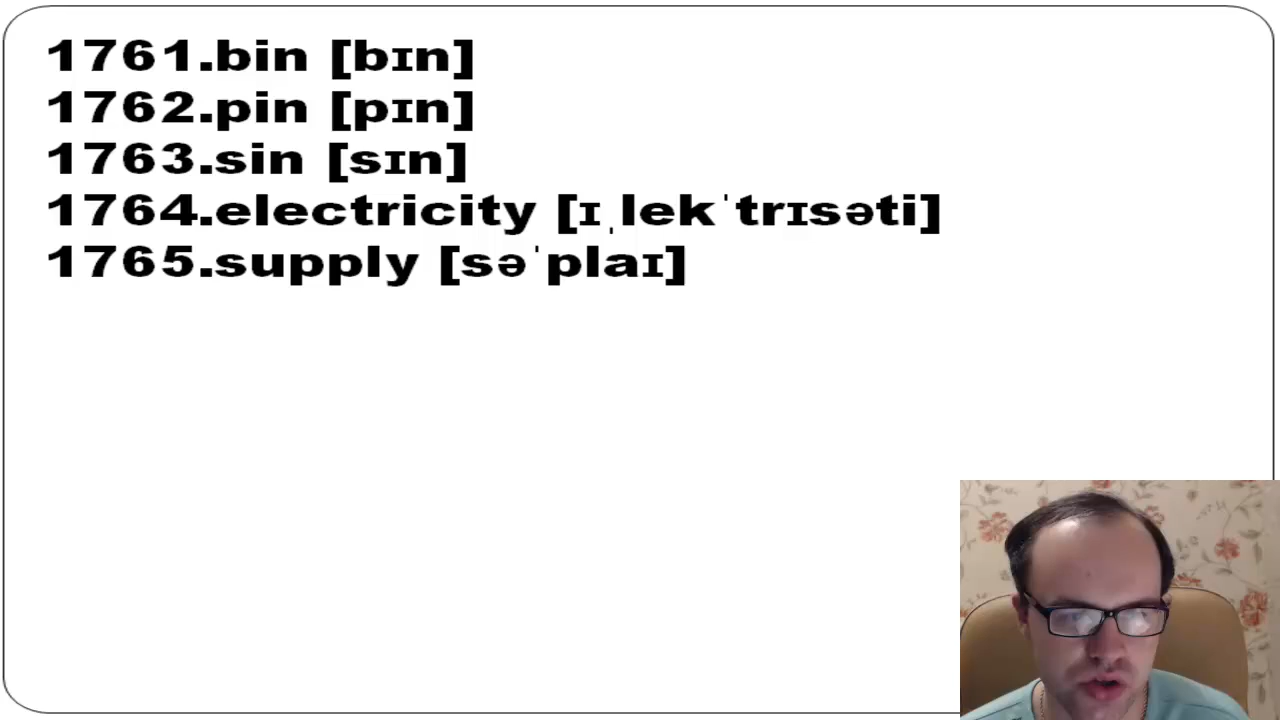 1761.bin [bɪn]
1762.pin [pɪn]
1763.sin [sɪn]
1764.electricity [ɪˌlekˈtrɪsəti]
1765.supply [səˈplaɪ]